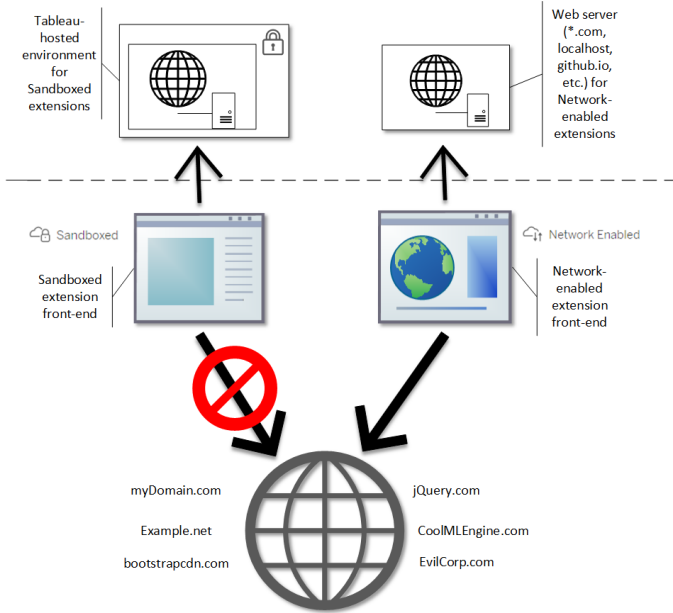 Tableau-
hosted
environment
for
Sandboxed
extensions
Web server
(*.com,
localhost,
github.io,
etc.) for
Network-
enabled
extensions
Sandboxed
Network Enabled
Sandboxed
extension
front-end
Network-
enabled
extension
front-end
myDomain.com
jQuery.com
Example.net
CoolMLEngine.com
bootstrapcdn.com
EvilCorp.com